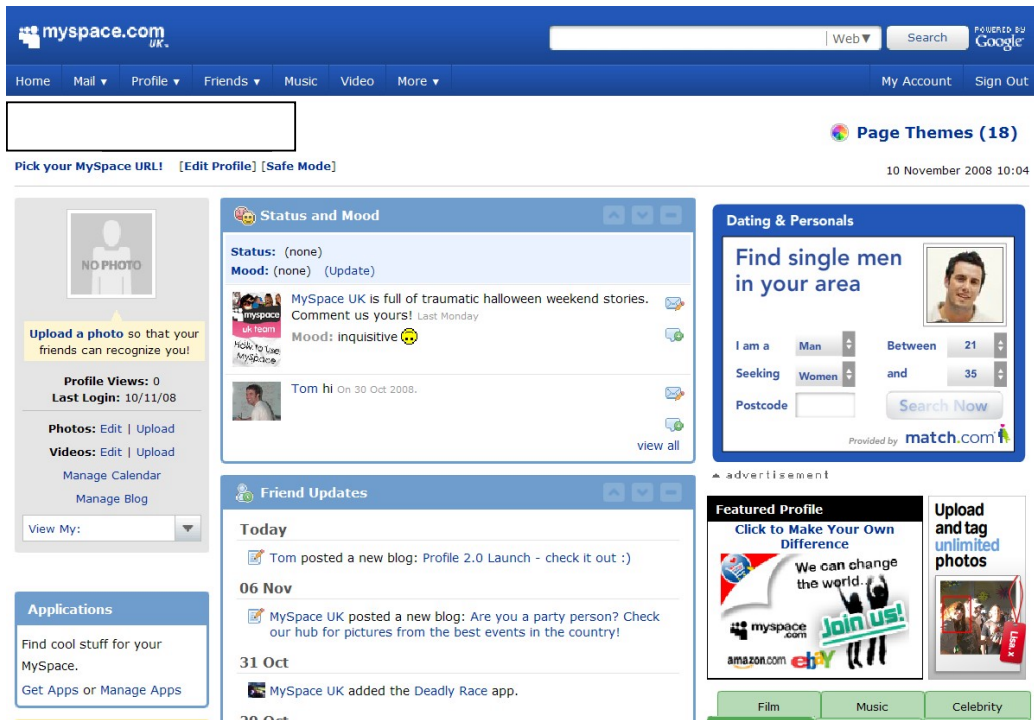 myspace.com
UK
Web▼
Search
POWERED BY
Google
Home
Mail ▼
Profile ▼
Friends ▼
Music
Video
More ▼
My Account
Sign Out
Page Themes (18)
Pick your MySpace URL! [Edit Profile] [Safe Mode]
10 November 2008 10:04
NO PHOTO
Upload a photo so that your
friends can recognize you!
Profile Views: 0
Last Login: 10/11/08
Photos: Edit | Upload
Videos: Edit | Upload
Manage Calendar
Manage Blog
View My:
Applications
Find cool stuff for your
MySpace.
Get Apps or Manage Apps
Status and Mood
Status: (none)
Mood: (none) (Update)
myspace
uk team
How to use
MySpace
MySpace UK is full of traumatic halloween weekend stories.
Comment us yours! Last Monday
Mood: inquisitive
Tom hi On 30 Oct 2008.
view all
Friend Updates
Today
Tom posted a new blog: Profile 2.0 Launch - check it out :)
06 Nov
MySpace UK posted a new blog: Are you a party person? Check
our hub for pictures from the best events in the country!
31 Oct
MySpace UK added the Deadly Race app.
Dating & Personals
Find single men
in your area
I am a
Man
Between
21
Seeking
Women
and
35
Postcode
Search Now
Provided by match.com
advertisement
Featured Profile
Click to Make Your Own
Difference
We can change
the world..
Join us!
myspace
.com
amazon.com
ebay
Upload
and tag
unlimited
photos
Lisa.x
Film
Music
Celebrity